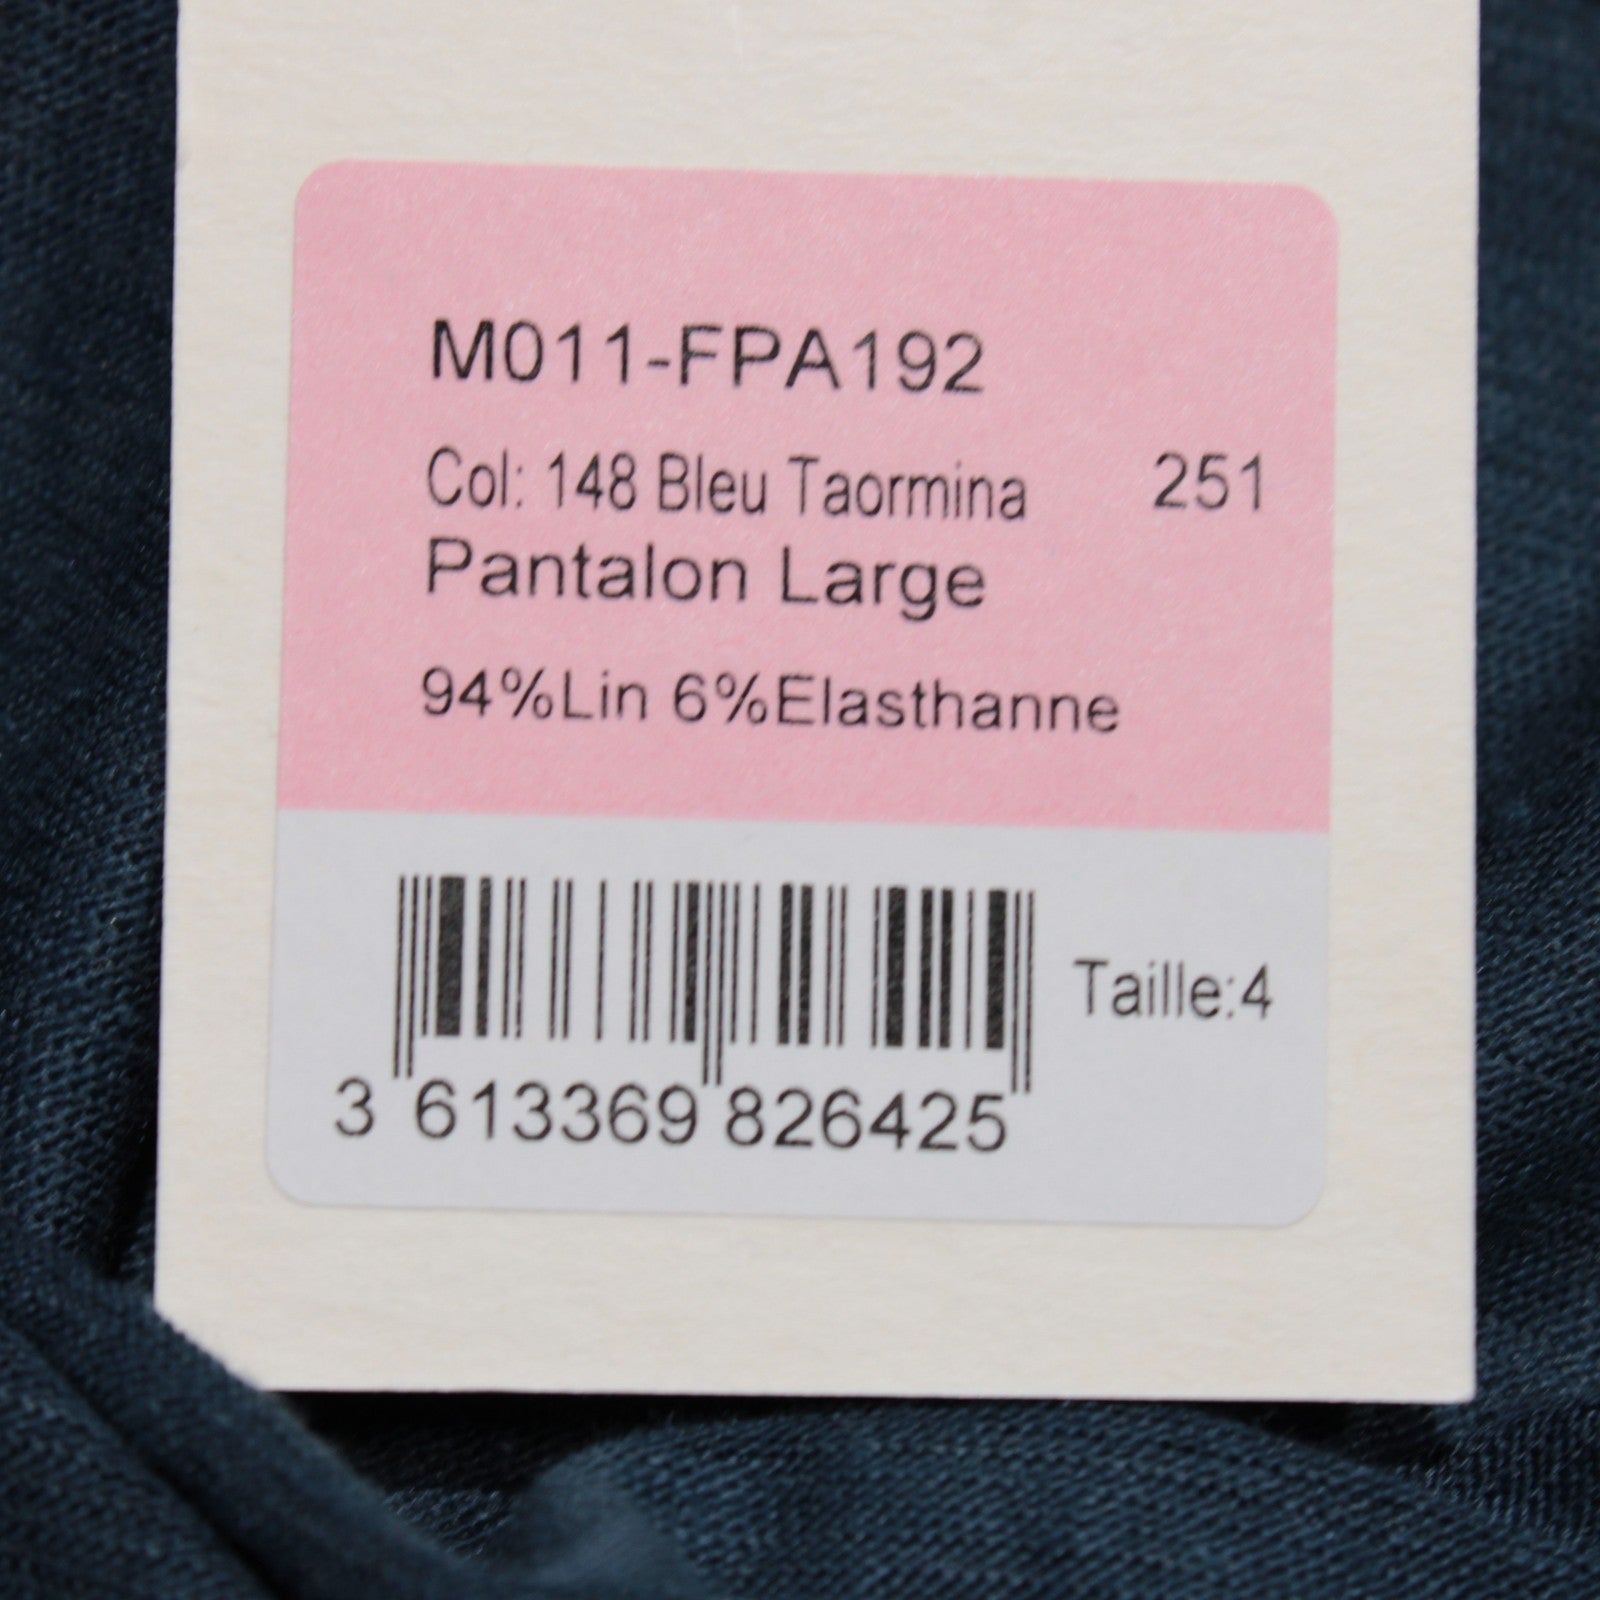 M011-FPA192
Col: 148 Bleu Taormina 251
Pantalon Large
94%Lin 6%Elasthanne
Taille:4
3 613369 826425